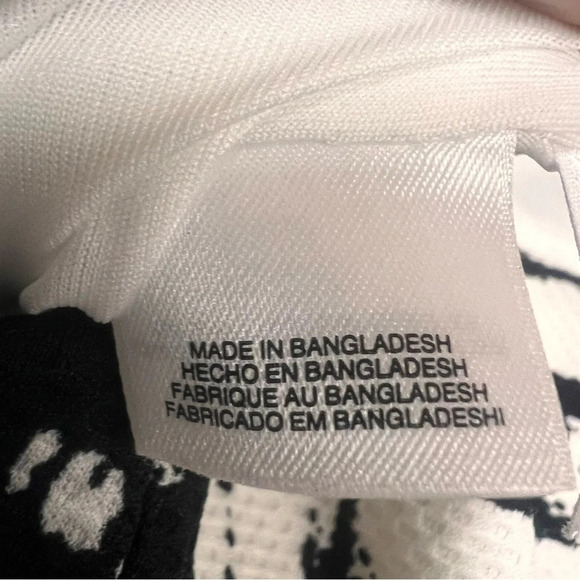 MADE IN BANGLADESH
HECHO EN BANGLADESH
FABRIQUE AU BANGLADESH
FABRICADO EM BANGLADESHI